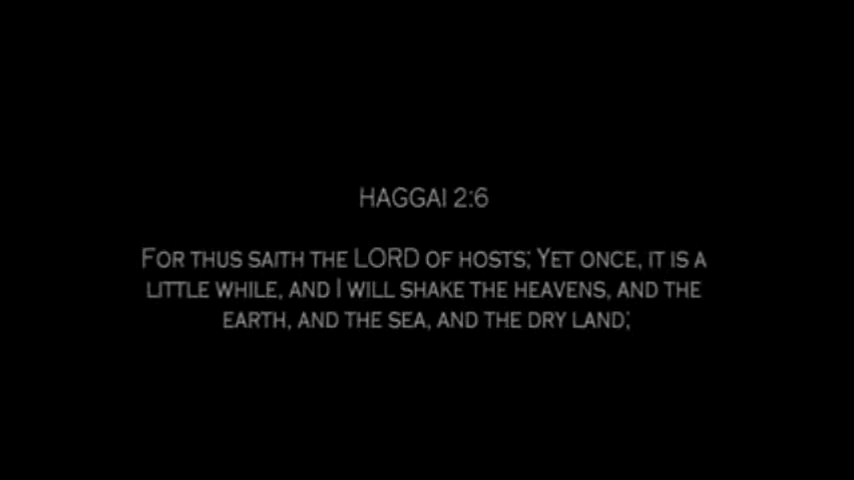 HAGGAI 2:6
FOR THUS SAITH THE LORD OF HOSTS; YET ONCE, IT IS A
LITTLE WHILE, AND I WILL SHAKE THE HEAVENS, AND THE
EARTH, AND THE SEA, AND THE DRY LAND;